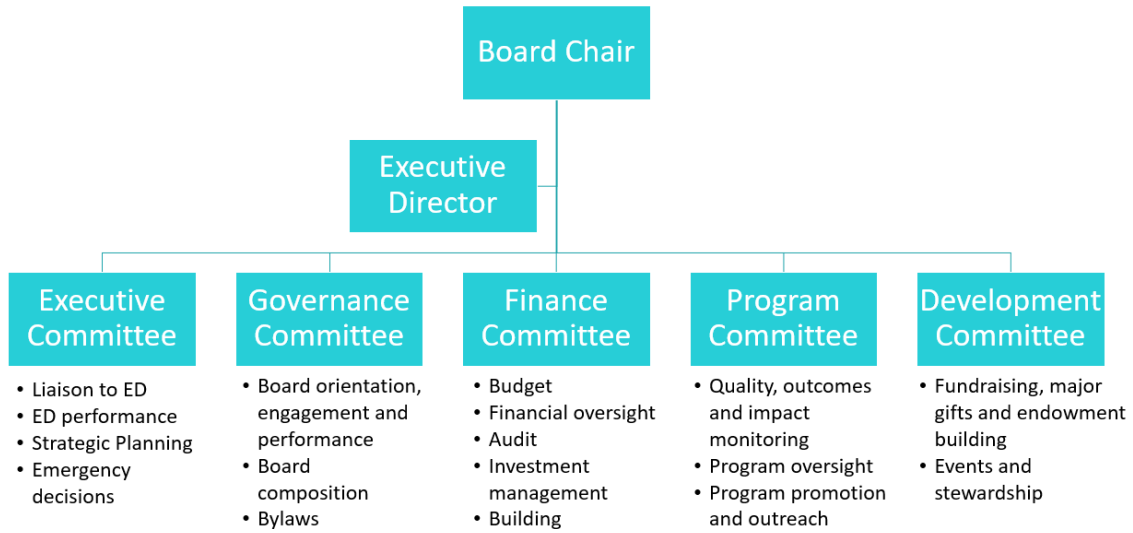 Board Chair
Executive
Director
Executive
Committee
• Liaison to ED
• ED performance
• Strategic Planning
• Emergency
decisions
Governance
Committee
• Board orientation,
engagement and
performance
• Board
composition
• Bylaws
Finance
Committee
• Budget
• Financial oversight
• Audit
• Investment
management
• Building
Program
Committee
• Quality, outcomes
and impact
monitoring
• Program oversight
• Program promotion
and outreach
Development
Committee
• Fundraising, major
gifts and endowment
building
• Events and
stewardship